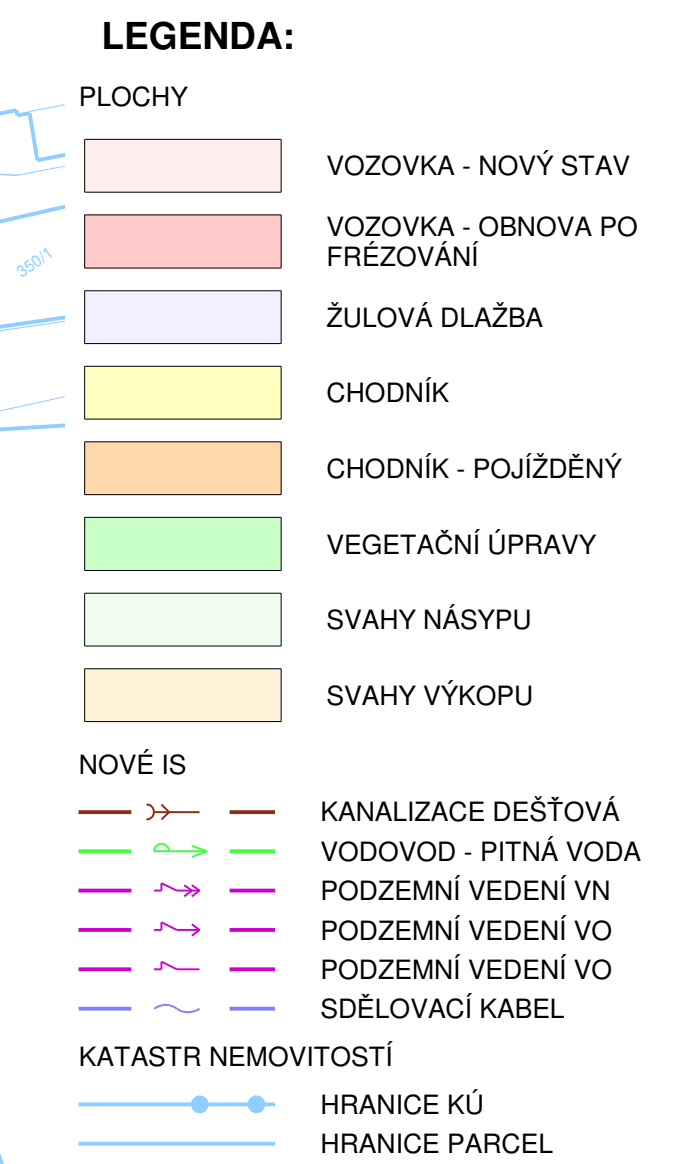 LEGENDA:
PLOCHY
350/1
VOZOVKA - NOVÝ STAV
VOZOVKA - OBNOVA PO
FRÉZOVÁNÍ
ŽULOVÁ DLAŽBA
CHODNÍK
CHODNÍK - POJÍŽDĚNÝ
VEGETAČNÍ ÚPRAVY
SVAHY NÁSYPU
SVAHY VÝKOPU
NOVÉ IS
KANALIZACE DEŠŤOVÁ
VODOVOD - PITNÁ VODA
PODZEMNÍ VEDENÍ VN
PODZEMNÍ VEDENÍ VO
PODZEMNÍ VEDENÍ VO
SDĚLOVACÍ KABEL
KATASTR NEMOVITOSTÍ
HRANICE KÚ
HRANICE PARCEL